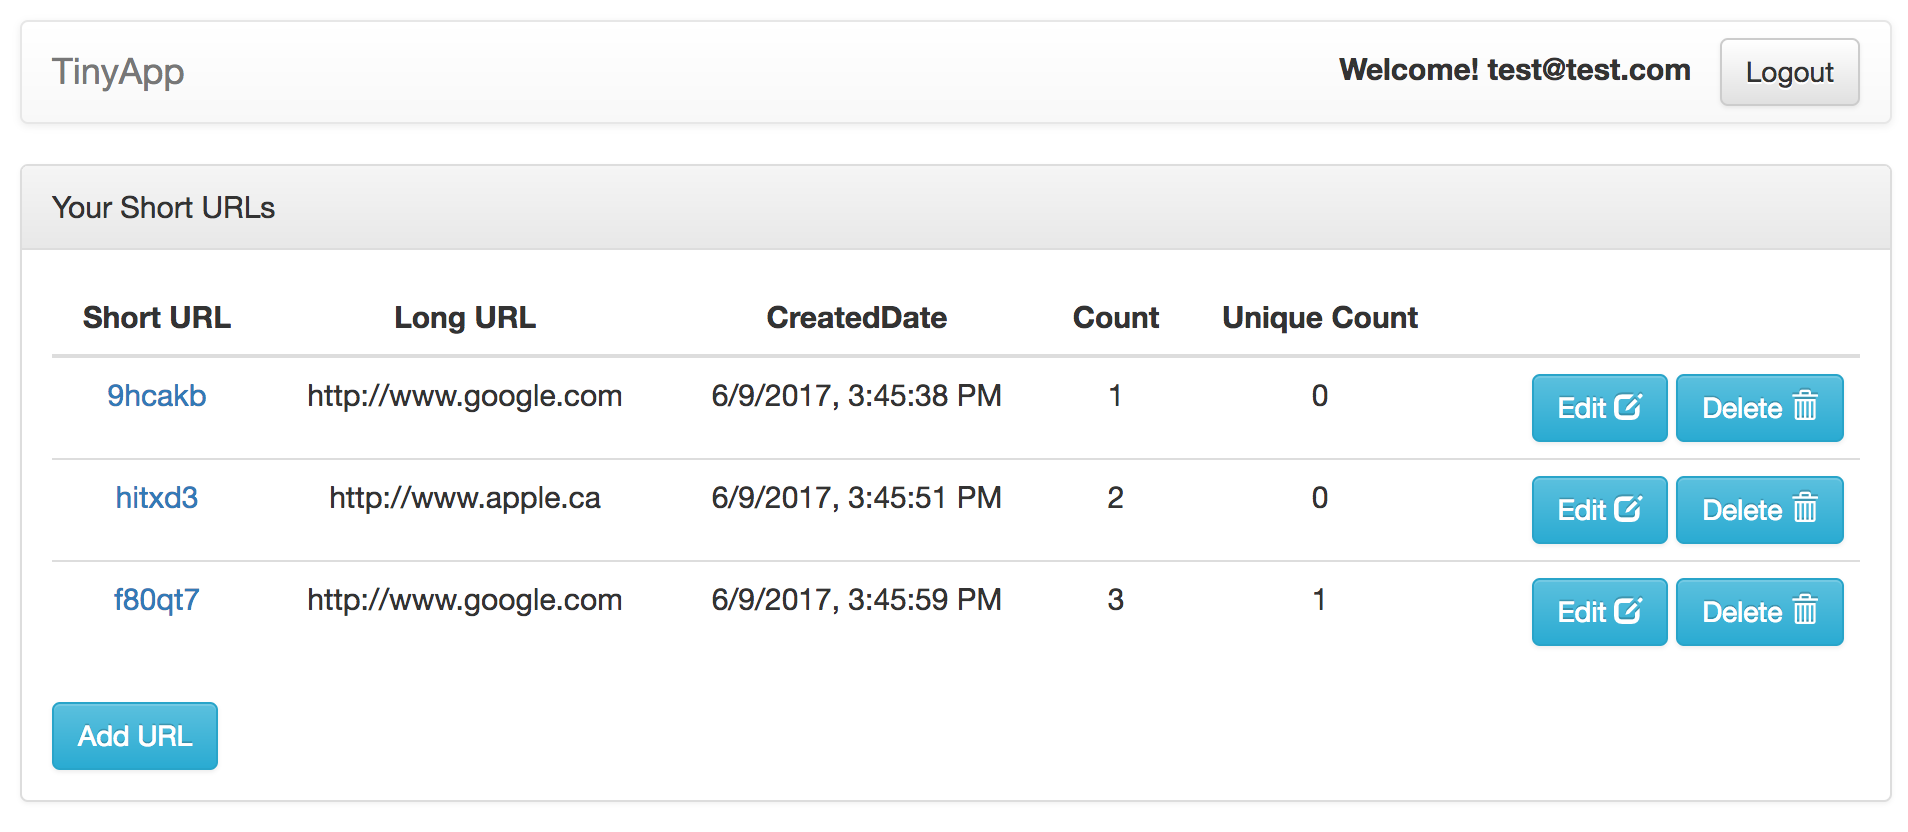 TinyApp Welcome! test@test.com Logout
Your Short URLs
Short URL Long URL CreatedDate Count Unique Count
9hcakb http://www.google.com 6/9/2017, 3:45:38 PM 1 0 Edit Delete
hitxd3 http://www.apple.ca 6/9/2017, 3:45:51 PM 2 0 Edit Delete
f80qt7 http://www.google.com 6/9/2017, 3:45:59 PM 3 1 Edit Delete
Add URL